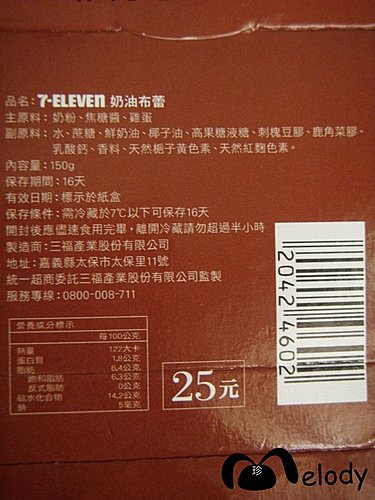 品名：7-ELEVEN 奶油布蕾
主原料：奶粉、焦糖醬、雞蛋
副原料：水、蔗糖、鮮奶油、椰子油、高果糖液糖、刺槐豆膠、鹿角菜膠、
乳酸鈣、香料、天然梔子黃色素、天然紅麴色素。
內容量：150g
保存期間：16天
有效日期：標示於紙盒
保存條件：需冷藏於7℃以下可保存16天
開封後應儘速食用完畢，離開冷藏請勿超過半小時
製造商：三福產業股份有限公司
地址：嘉義縣太保市太保里11號
統一超商委託三福產業股份有限公司監製
服務專線：0800-008-711
營養成分標示
每100公克
熱量 122大卡
蛋白質 1.8公克
脂肪 6.4公克
飽和脂肪 6.3公克
反式脂肪 0公克
碳水化合物 14.2公克
鈉 5毫克
25元
20424602
珍
Melody